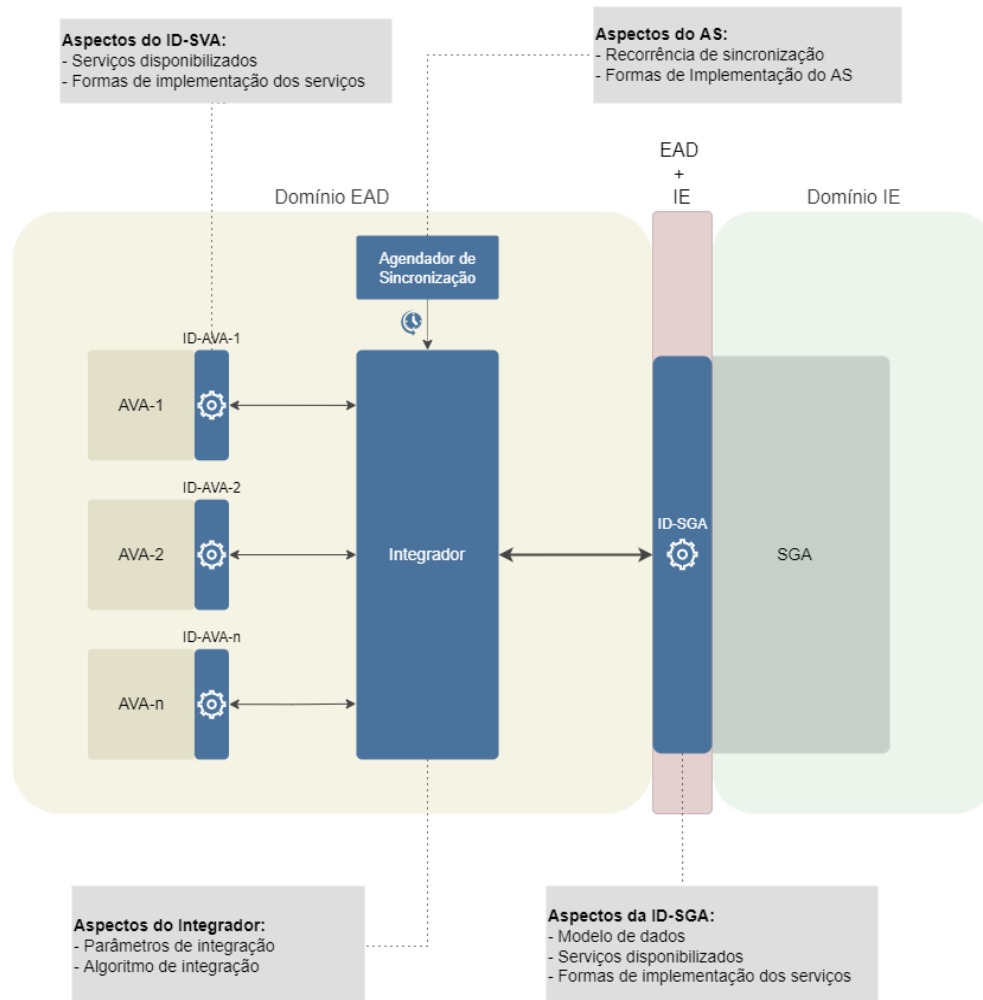 Aspectos do ID-SVA:
- Serviços disponibilizados
- Formas de implementação dos serviços
Aspectos do AS:
- Recorrência de sincronização
- Formas de Implementação do AS
EAD
+
IE
Domínio EAD
Domínio IE
Agendador de
Sincronização
ID-AVA-1
AVA-1
ID-AVA-2
AVA-2
Integrador
ID-SGA
SGA
ID-AVA-n
AVA-n
Aspectos do Integrador:
- Parâmetros de integração
- Algoritmo de integração
Aspectos da ID-SGA:
- Modelo de dados
- Serviços disponibilizados
- Formas de implementação dos serviços